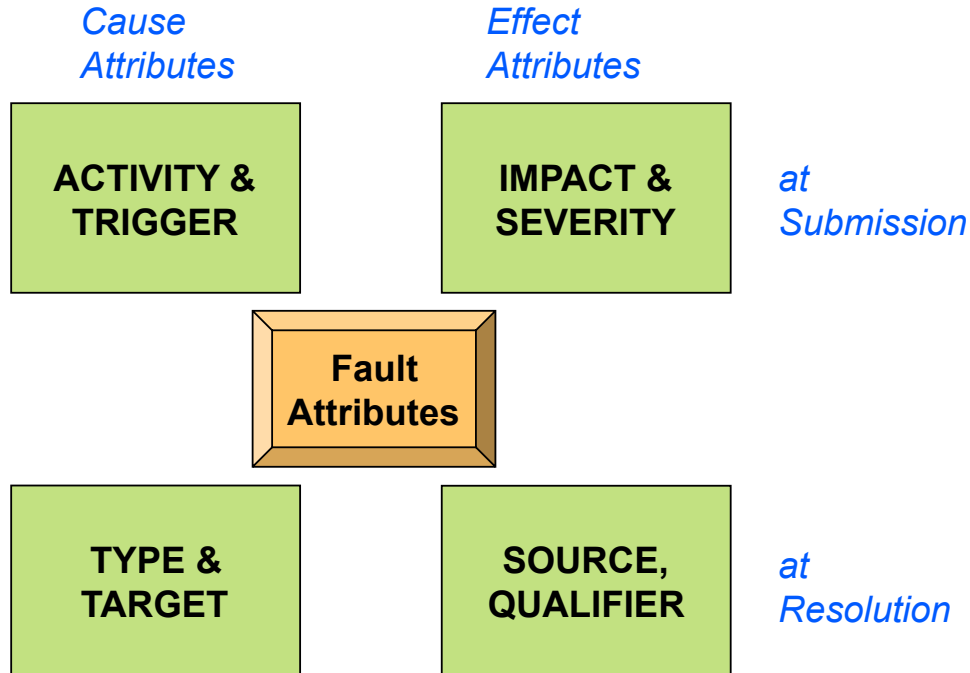 Cause
Attributes
Effect
Attributes
ACTIVITY &
TRIGGER
IMPACT &
SEVERITY
at
Submission
Fault
Attributes
TYPE &
TARGET
SOURCE,
QUALIFIER
at
Resolution